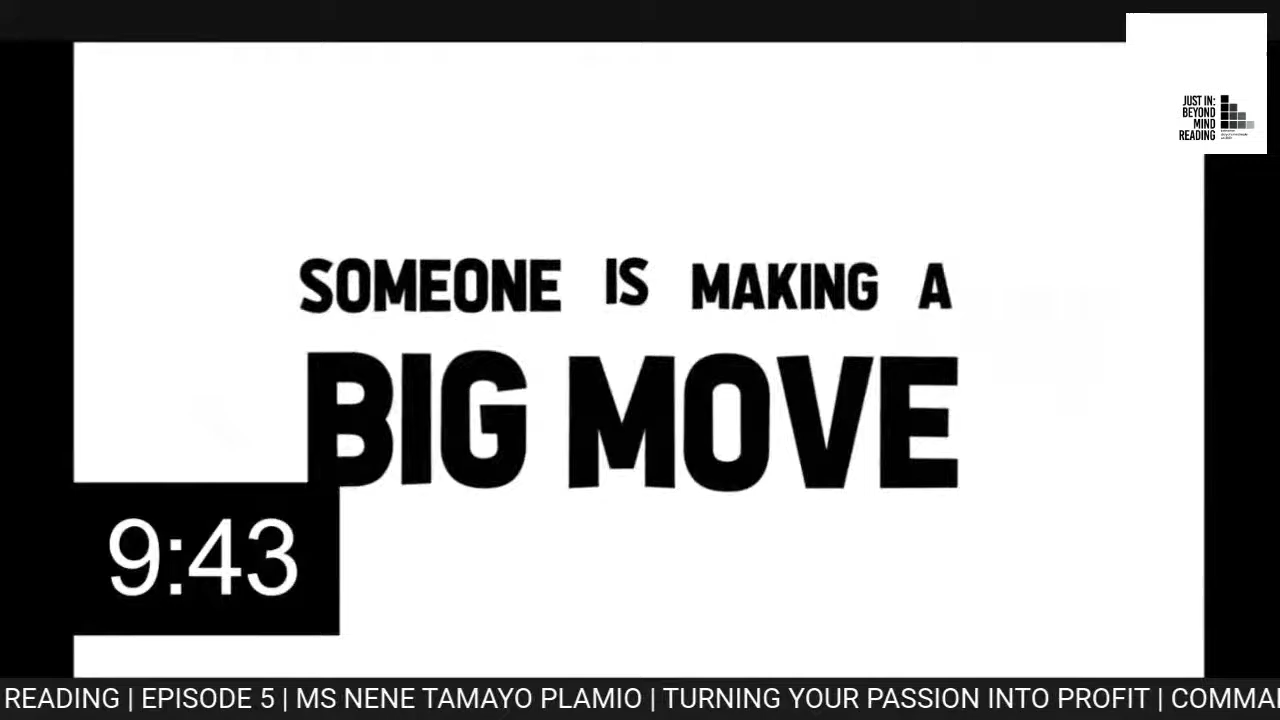 JUST IN:
BEYOND
MIND
READING
SOMEONE IS MAKING A
BIG MOVE
9:43
READING | EPISODE 5 | MS NENE TAMAYO PLAMIO | TURNING YOUR PASSION INTO PROFIT | COMMA